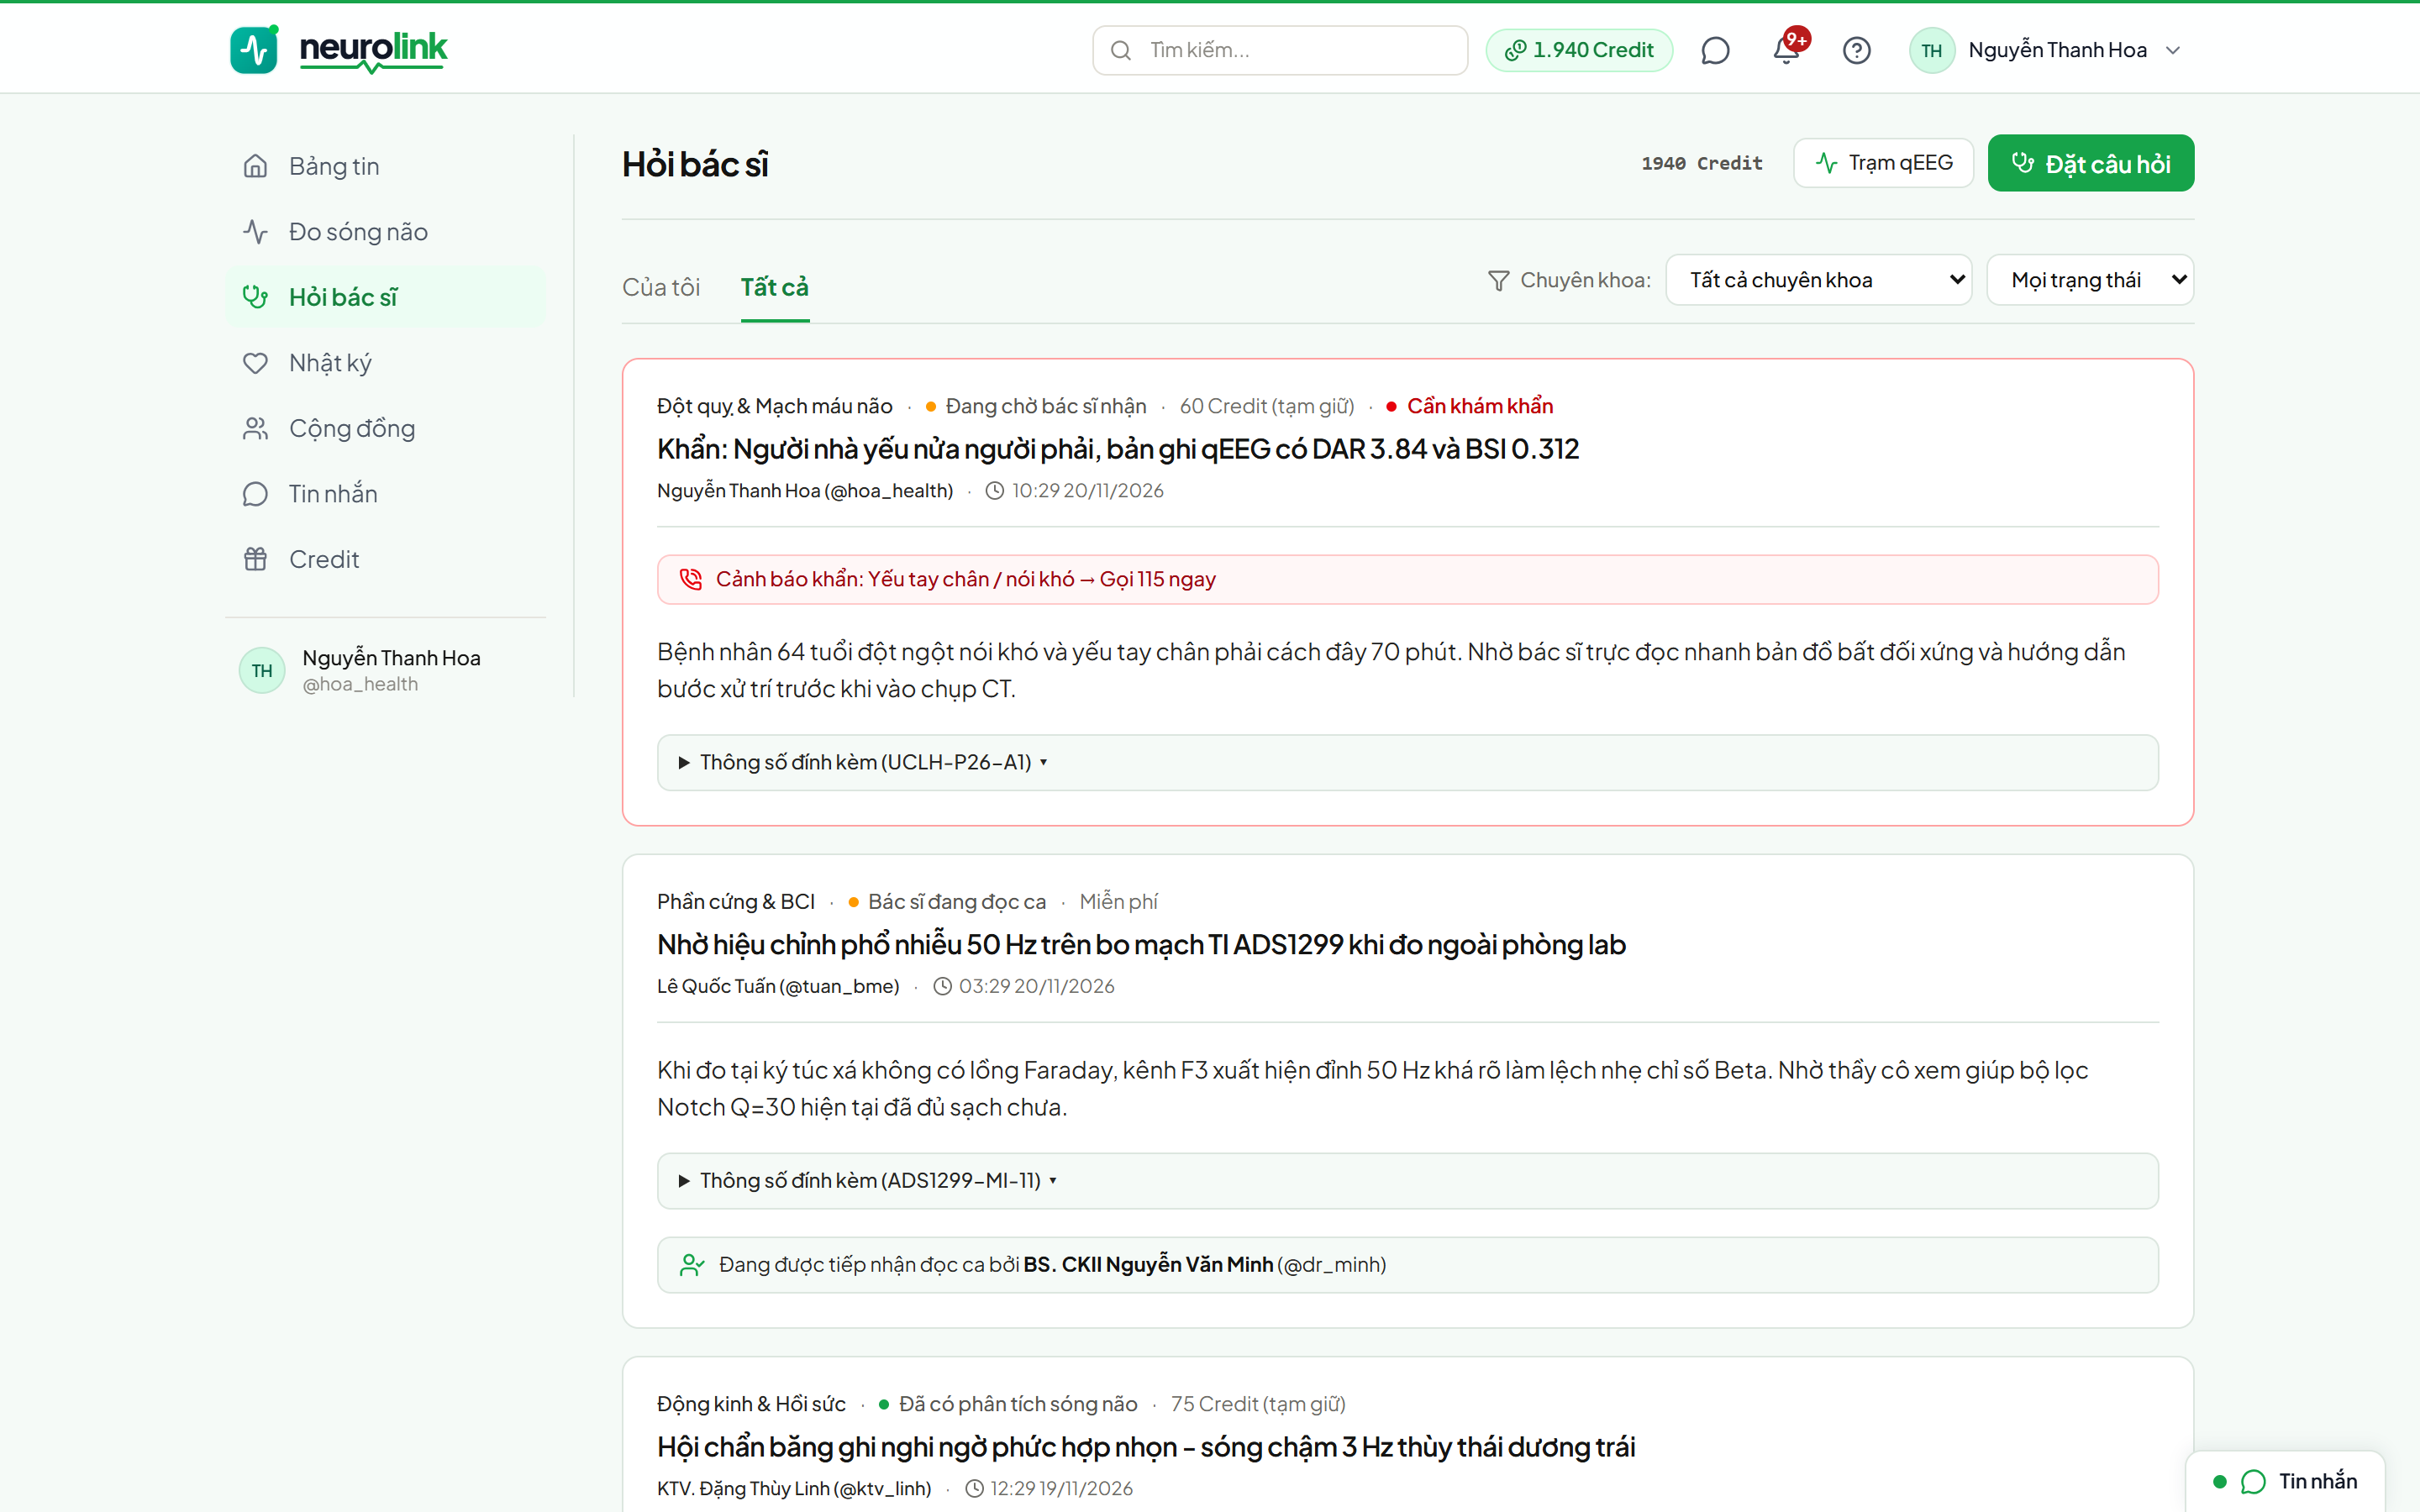 neurolink
Tìm kiếm...
1.940 Credit
9+
TH
Nguyễn Thanh Hoa
Bảng tin
Đo sóng não
Hỏi bác sĩ
Nhật ký
Cộng đồng
Tin nhắn
Credit
TH
Nguyễn Thanh Hoa
@hoa_health
Hỏi bác sĩ
1940 Credit
Trạm qEEG
Đặt câu hỏi
Của tôi
Tất cả
Chuyên khoa:
Tất cả chuyên khoa
Mọi trạng thái
Đột quỵ & Mạch máu não · Đang chờ bác sĩ nhận · 60 Credit (tạm giữ) · Cần khám khẩn
Khẩn: Người nhà yếu nửa người phải, bản ghi qEEG có DAR 3.84 và BSI 0.312
Nguyễn Thanh Hoa (@hoa_health) · 10:29 20/11/2026
Cảnh báo khẩn: Yếu tay chân / nói khó → Gọi 115 ngay
Bệnh nhân 64 tuổi đột ngột nói khó và yếu tay chân phải cách đây 70 phút. Nhờ bác sĩ trực đọc nhanh bản đồ bất đối xứng và hướng dẫn
bước xử trí trước khi vào chụp CT.
▶ Thông số đính kèm (UCLH-P26-A1) ▾
Phần cứng & BCI · Bác sĩ đang đọc ca · Miễn phí
Nhờ hiệu chỉnh phổ nhiễu 50 Hz trên bo mạch TI ADS1299 khi đo ngoài phòng lab
Lê Quốc Tuấn (@tuan_bme) · 03:29 20/11/2026
Khi đo tại ký túc xá không có lồng Faraday, kênh F3 xuất hiện đỉnh 50 Hz khá rõ làm lệch nhẹ chỉ số Beta. Nhờ thầy cô xem giúp bộ lọc
Notch Q=30 hiện tại đã đủ sạch chưa.
▶ Thông số đính kèm (ADS1299-MI-11) ▾
Đang được tiếp nhận đọc ca bởi BS. CKII Nguyễn Văn Minh (@dr_minh)
Động kinh & Hồi sức · Đã có phân tích sóng não · 75 Credit (tạm giữ)
Hội chẩn băng ghi nghi ngờ phức hợp nhọn - sóng chậm 3 Hz thùy thái dương trái
KTV. Đặng Thùy Linh (@ktv_linh) · 12:29 19/11/2026
Tin nhắn